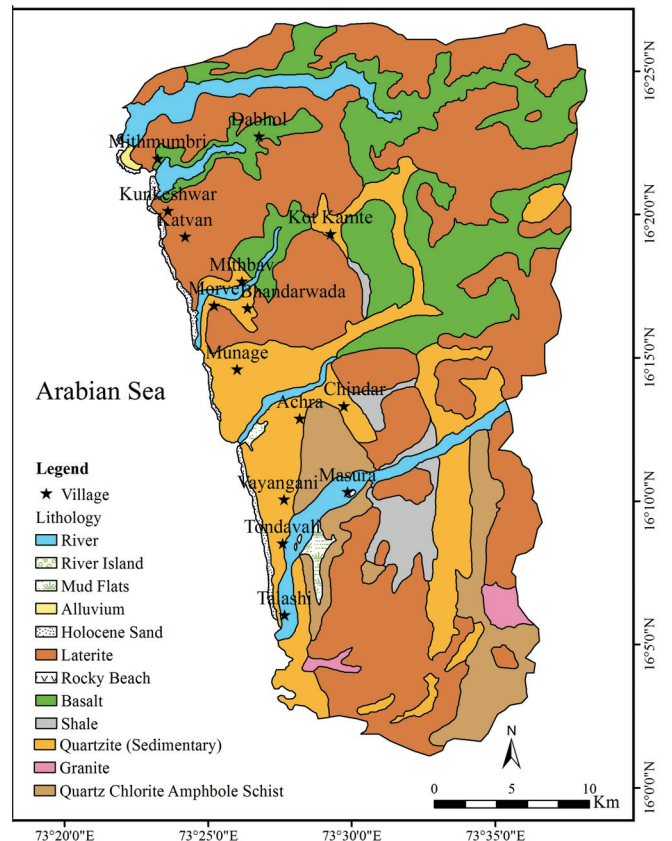 Dabhol
Mithmumbri
Kunkeshwar
Katvan
Kot Kamte
Mithbav
Morve
Bhandarwada
Munage
Arabian Sea
Chindar
Achra
Masura
Vayangani
Tondavali
Talashi
Legend
Village
Lithology
River
River Island
Mud Flats
Alluvium
Holocene Sand
Laterite
Rocky Beach
Basalt
Shale
Quartzite (Sedimentary)
Granite
Quartz Chlorite Amphbole Schist
N
0 5 10
Km
16°25'0"N
16°20'0"N
16°15'0"N
16°10'0"N
16°5'0"N
16°0'0"N
73°20'0"E 73°25'0"E 73°30'0"E 73°35'0"E